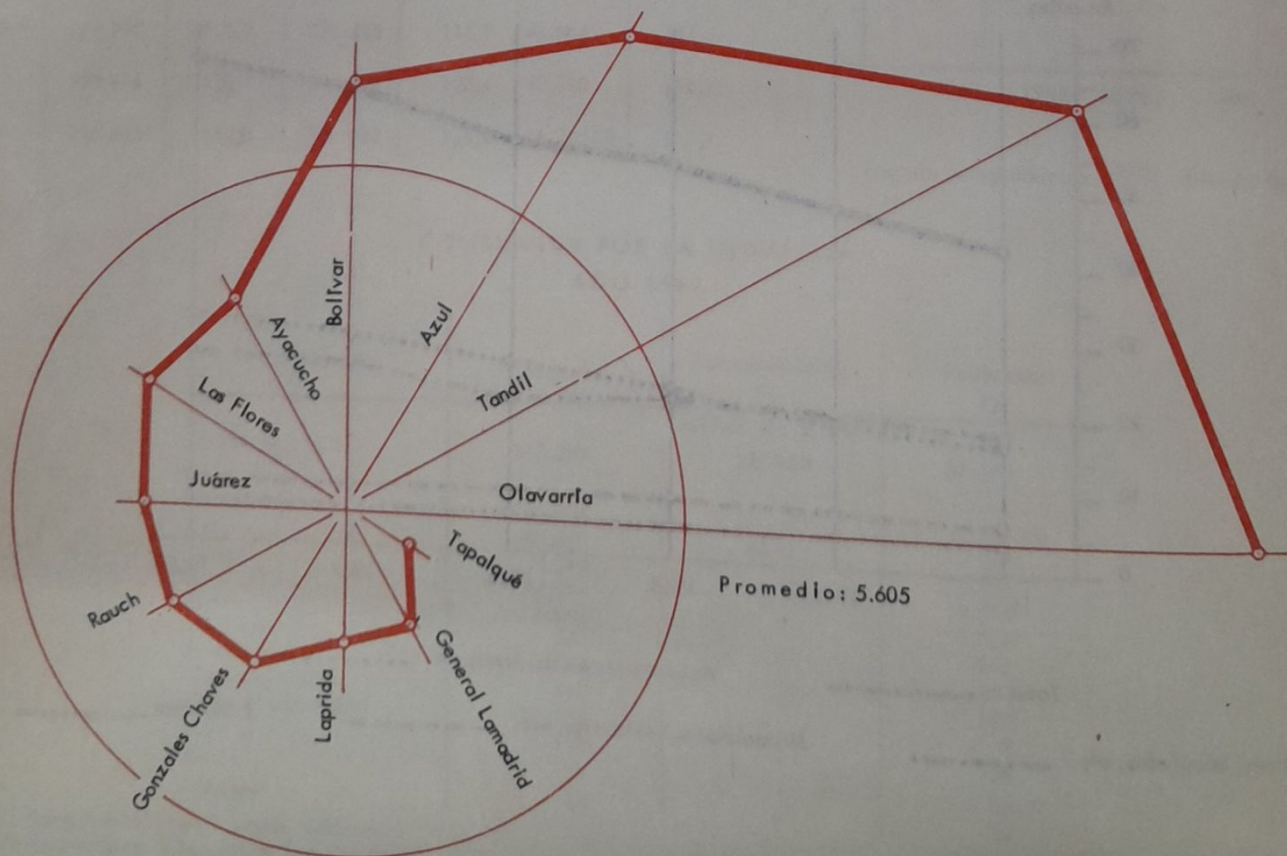 Bolívar
Azul
Ayacucho
Tandil
Las Flores
Juárez
Olavarría
Tapalqué
Promedio: 5.605
Rauch
General Lamadrid
Laprida
Gonzales Chaves